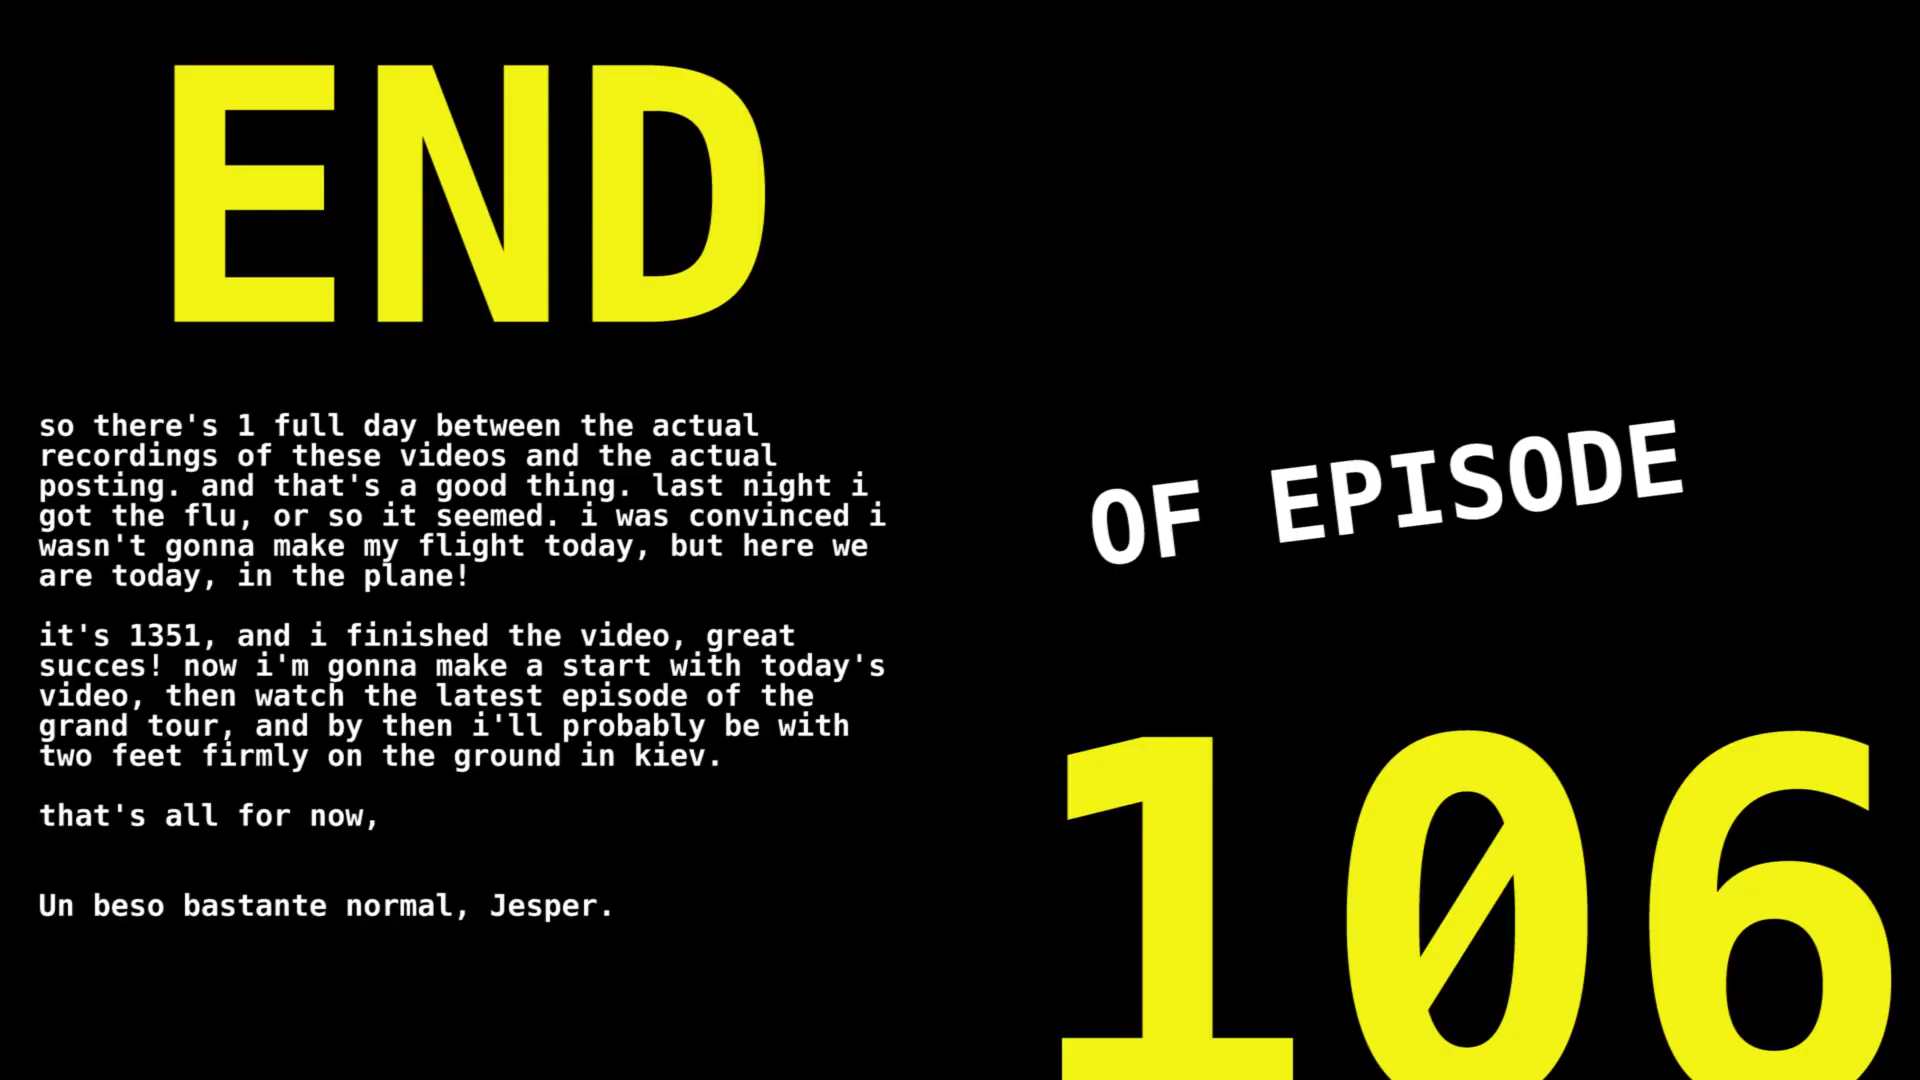 END
so there's 1 full day between the actual
recordings of these videos and the actual
posting. and that's a good thing. last night i
got the flu, or so it seemed. i was convinced i
wasn't gonna make my flight today, but here we
are today, in the plane!
it's 1351, and i finished the video, great
succes! now i'm gonna make a start with today's
video, then watch the latest episode of the
grand tour, and by then i'll probably be with
two feet firmly on the ground in kiev.
that's all for now,
Un beso bastante normal, Jesper.
OF EPISODE
106